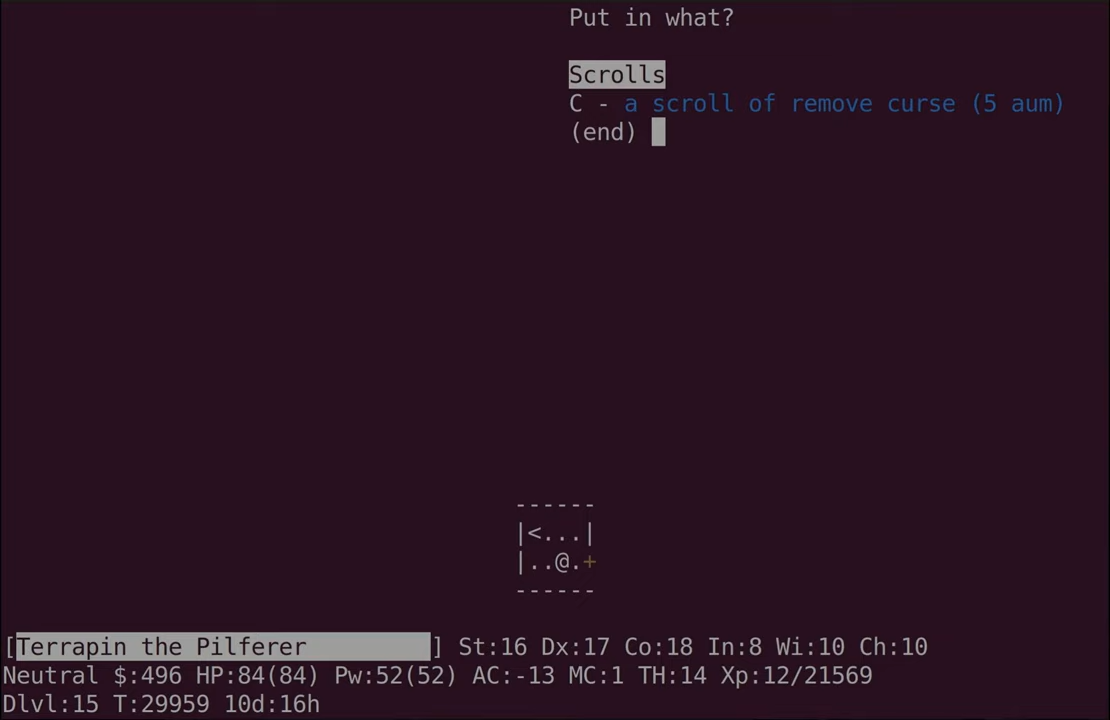 Put in what?
Scrolls
C - a scroll of remove curse (5 aum)
(end)
------
|<...|
|..@.+
------
[Terrapin the Pilferer] St:16 Dx:17 Co:18 In:8 Wi:10 Ch:10
Neutral $:496 HP:84(84) Pw:52(52) AC:-13 MC:1 TH:14 Xp:12/21569
Dlvl:15 T:29959 10d:16h